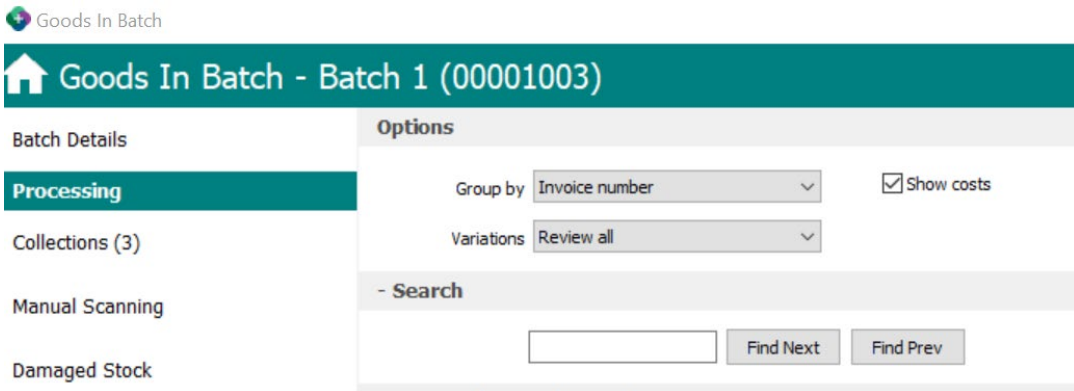 Goods In Batch
Goods In Batch - Batch 1 (00001003)
Batch Details
Processing
Collections (3)
Manual Scanning
Damaged Stock
Options
Group by Invoice number Show costs
Variations Review all
- Search
Find Next Find Prev